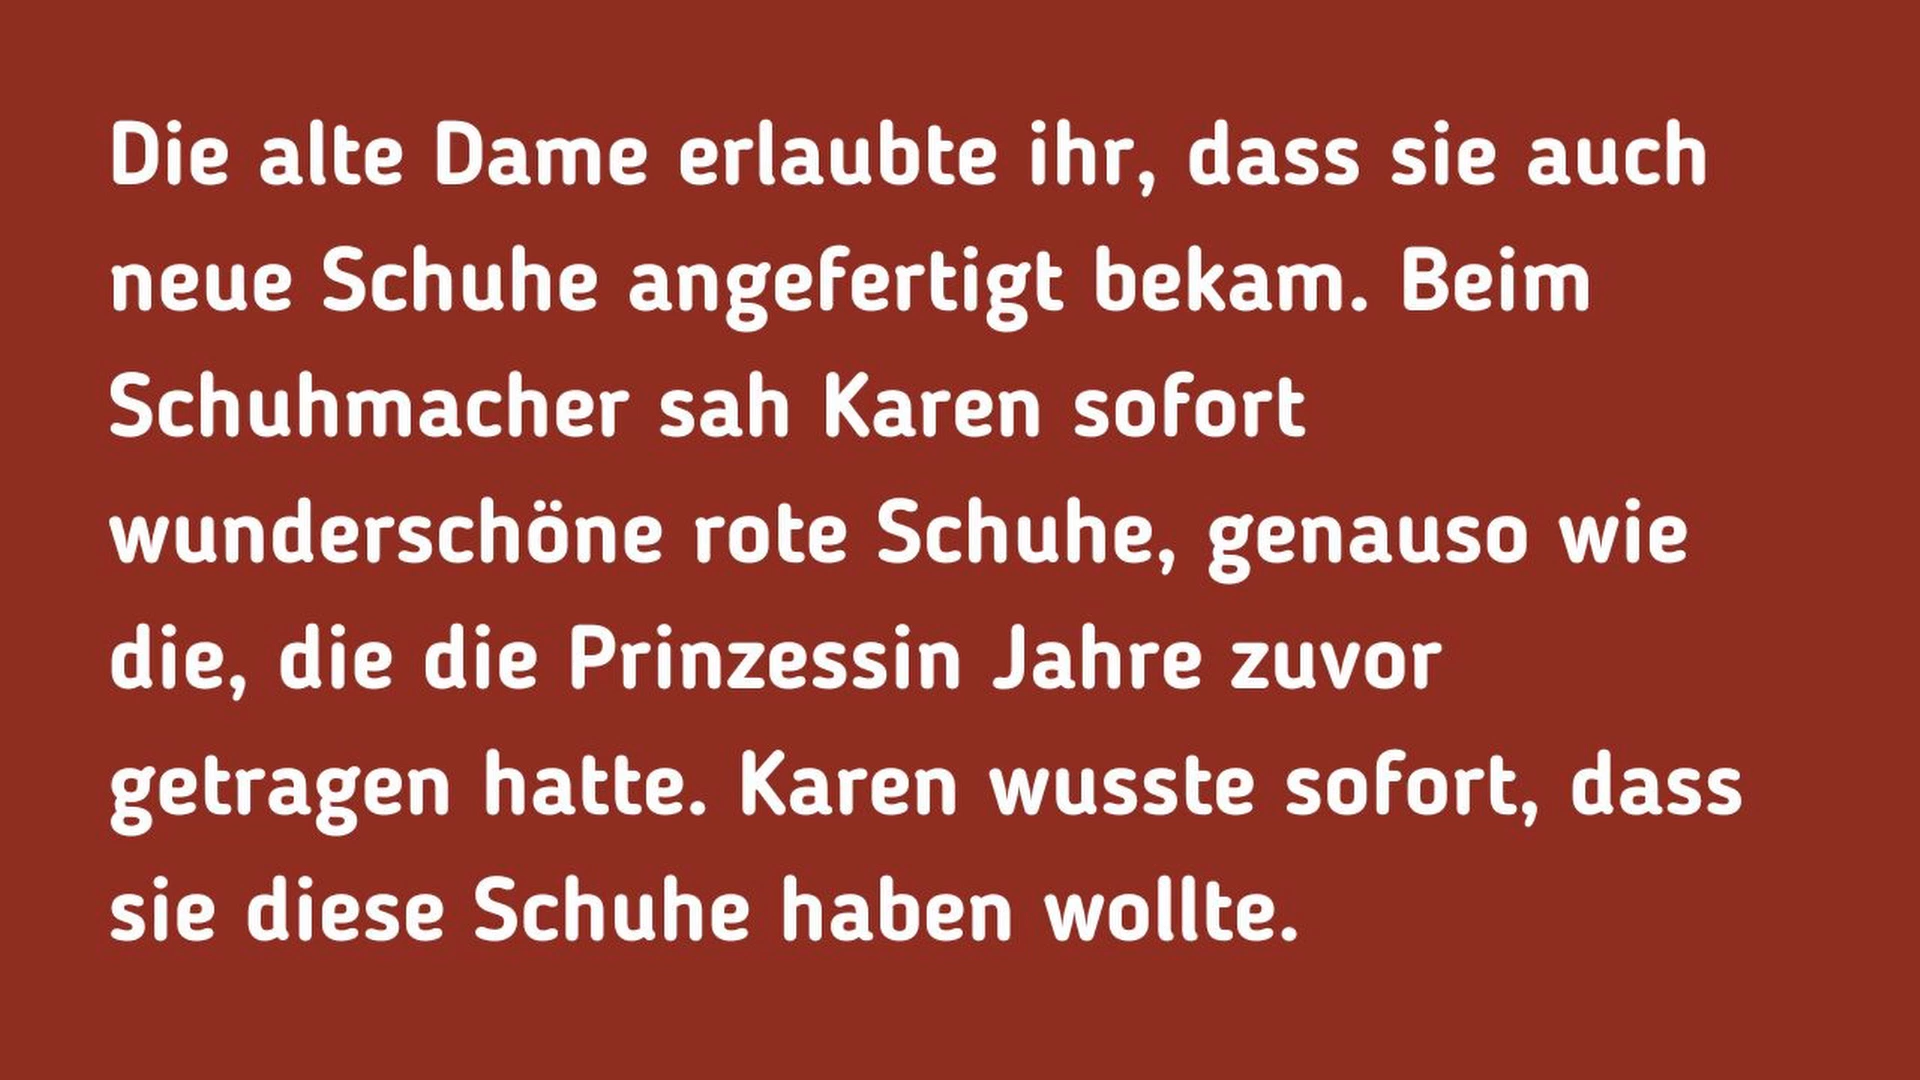 Die alte Dame erlaubte ihr, dass sie auch
neue Schuhe angefertigt bekam. Beim
Schuhmacher sah Karen sofort
wunderschöne rote Schuhe, genauso wie
die, die die Prinzessin Jahre zuvor
getragen hatte. Karen wusste sofort, dass
sie diese Schuhe haben wollte.